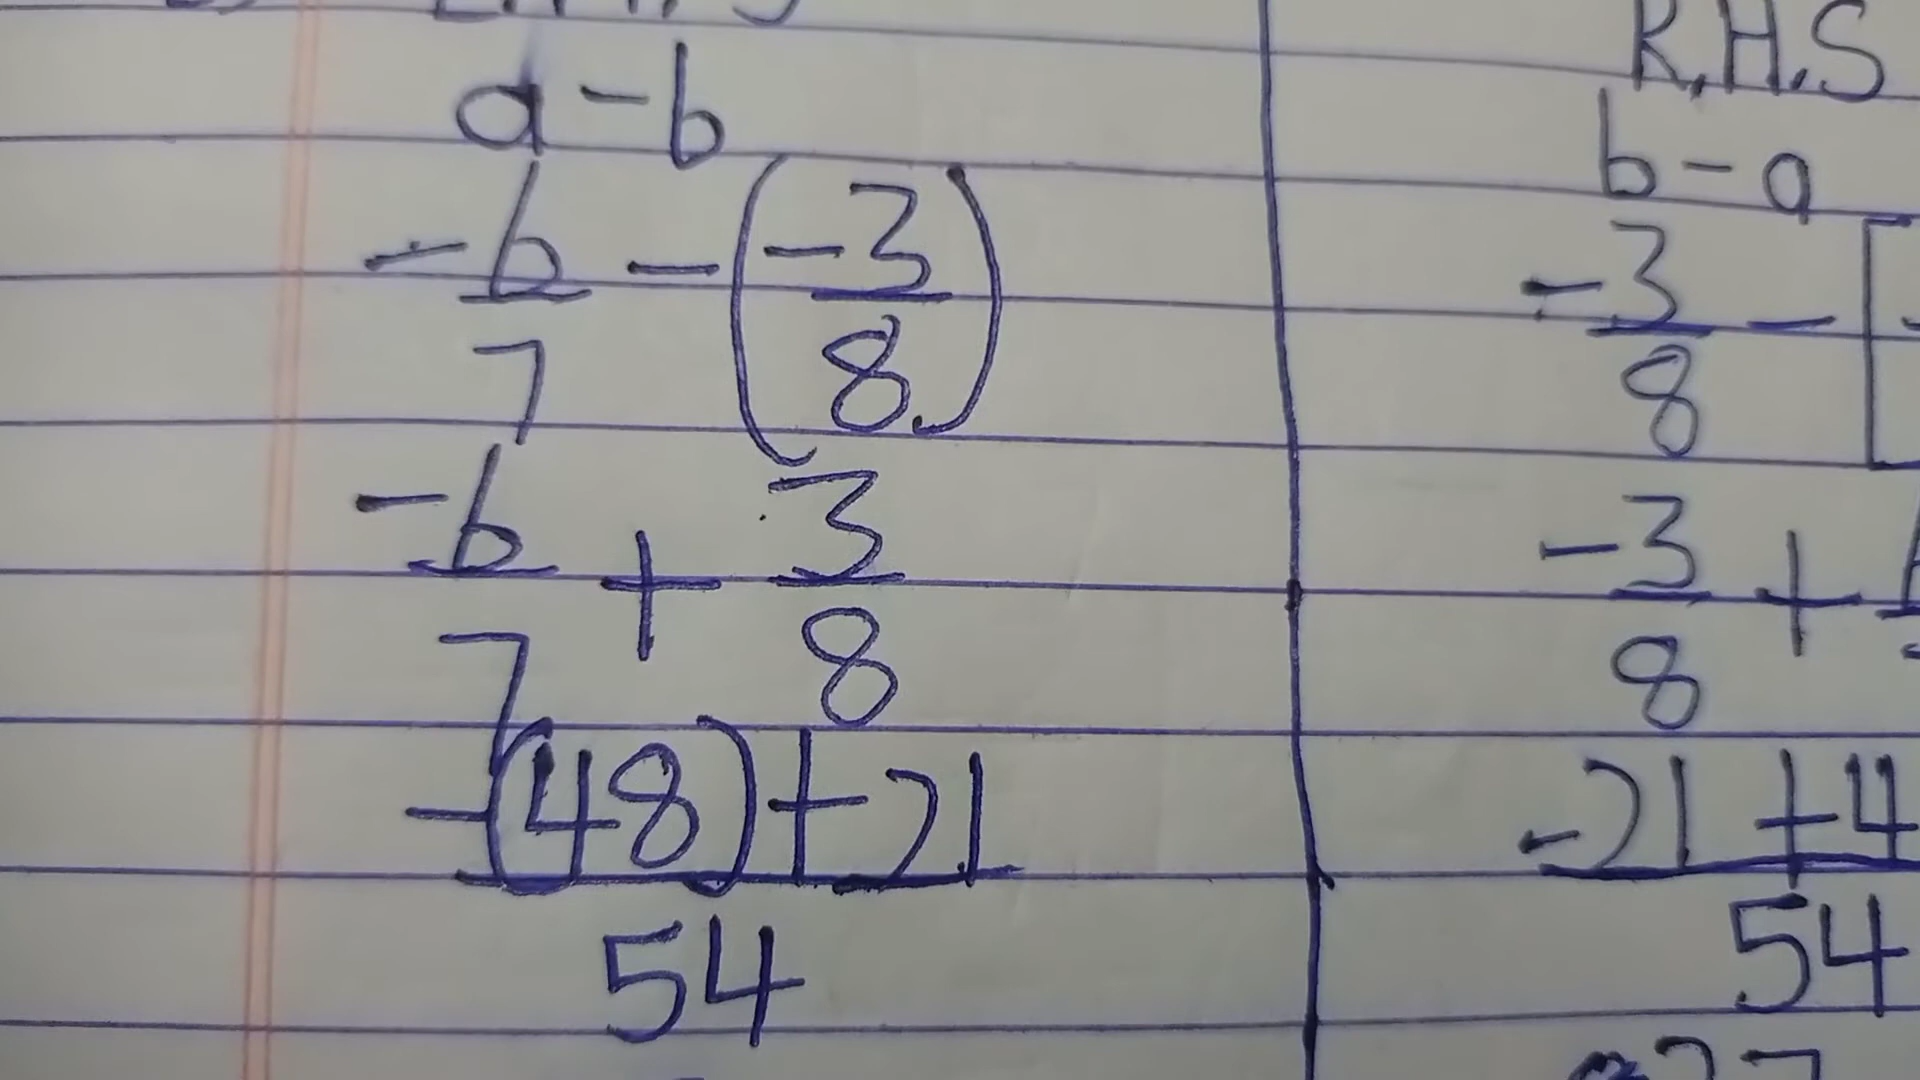 L.H.S
a - b
-6/7 - (-3/8)
-6/7 + 3/8
-(48) + 21
54
R.H.S
b - a
-3/8 - [
-3/8 +
-21 + 4
54